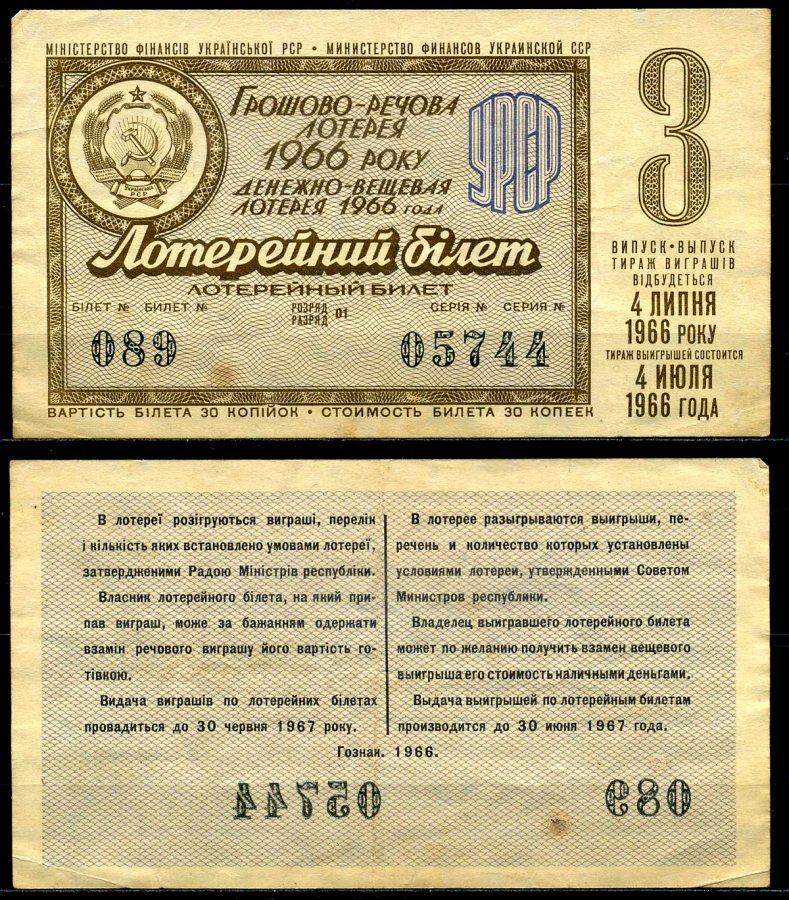 МІНІСТЕРСТВО ФІНАНСІВ УКРАЇНСЬКОЇ РСР • МИНИСТЕРСТВО ФИНАНСОВ УКРАИНСКОЙ ССР
УКРАЇНСЬКА
РСР
ГРОШОВО-РЕЧОВА
ЛОТЕРЕЯ
1966 РОКУ
ДЕНЕЖНО-ВЕЩЕВАЯ
ЛОТЕРЕЯ 1966 ГОДА
УРСР
Лотерейний білет
ЛОТЕРЕЙНЫЙ БИЛЕТ
БІЛЕТ № БИЛЕТ №
РОЗРЯД
РАЗРЯД 01
СЕРІЯ № СЕРИЯ №
089
05744
ВАРТІСТЬ БІЛЕТА 30 КОПІЙОК • СТОИМОСТЬ БИЛЕТА 30 КОПЕЕК
3
ВИПУСК • ВЫПУСК
ТИРАЖ ВИГРАШІВ
ВІДБУДЕТЬСЯ
4 ЛИПНЯ
1966 РОКУ
ТИРАЖ ВЫИГРЫШЕЙ СОСТОИТСЯ
4 ИЮЛЯ
1966 ГОДА
В лотереї розігруються виграші, перелік
і кількість яких встановлено умовами лотереї,
затвердженими Радою Міністрів республіки.
Власник лотерейного білета, на який при-
пав виграш, може за бажанням одержати
взамін речового виграшу його вартість го-
тівкою.
Видача виграшів по лотерейних білетах
провадиться до 30 червня 1967 року.
В лотерее разыгрываются выигрыши, пе-
речень и количество которых установлены
условиями лотереи, утвержденными Советом
Министров республики.
Владелец выигравшего лотерейного билета
может по желанию получить взамен вещевого
выигрыша его стоимость наличными деньгами.
Выдача выигрышей по лотерейным билетам
производится до 30 июня 1967 года.
Гознак. 1966.
05744
089